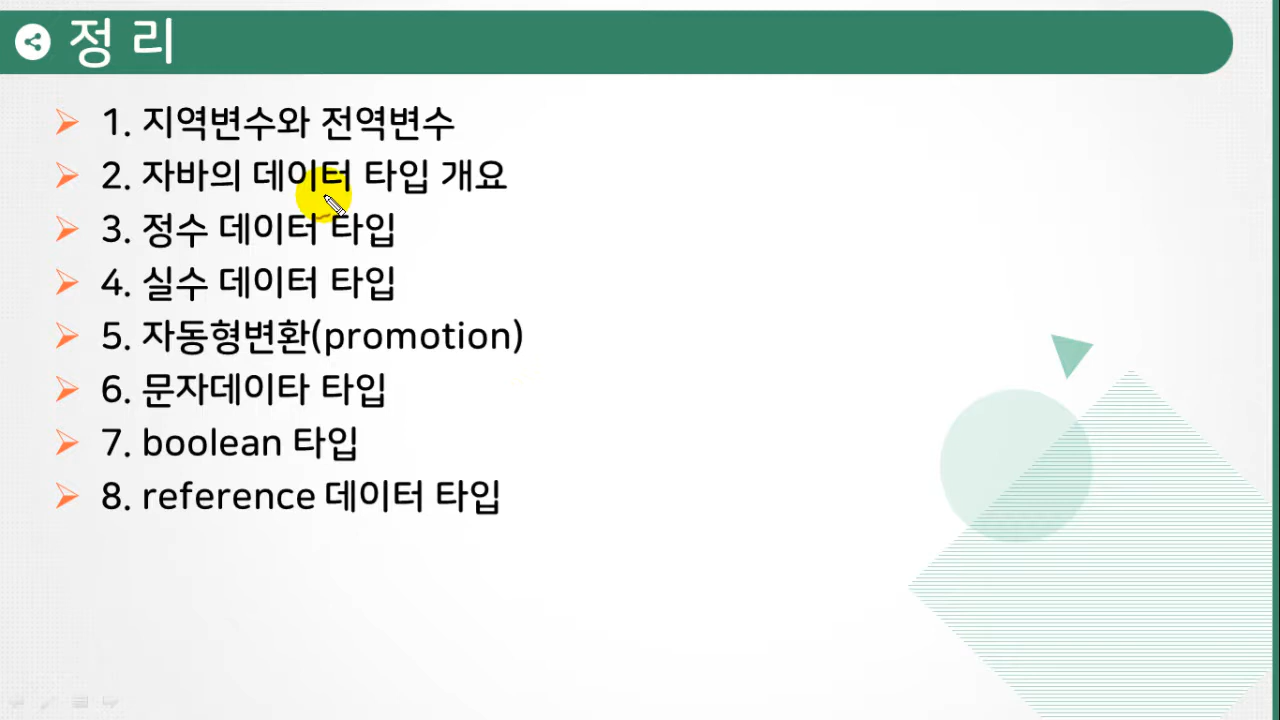 정 리
1. 지역변수와 전역변수
2. 자바의 데이터 타입 개요
3. 정수 데이터 타입
4. 실수 데이터 타입
5. 자동형변환(promotion)
6. 문자데이타 타입
7. boolean 타입
8. reference 데이터 타입